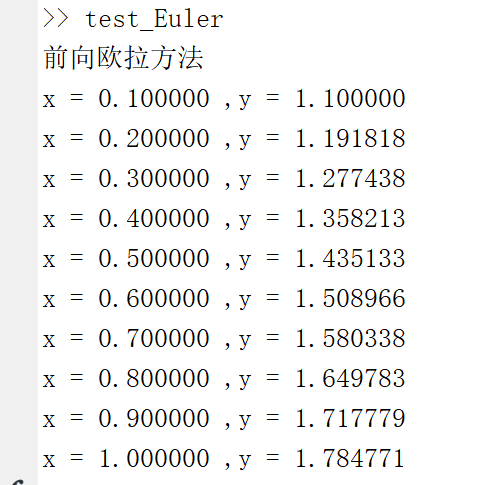 >> test_Euler
前向欧拉方法
x = 0.100000 ,y = 1.100000
x = 0.200000 ,y = 1.191818
x = 0.300000 ,y = 1.277438
x = 0.400000 ,y = 1.358213
x = 0.500000 ,y = 1.435133
x = 0.600000 ,y = 1.508966
x = 0.700000 ,y = 1.580338
x = 0.800000 ,y = 1.649783
x = 0.900000 ,y = 1.717779
x = 1.000000 ,y = 1.784771